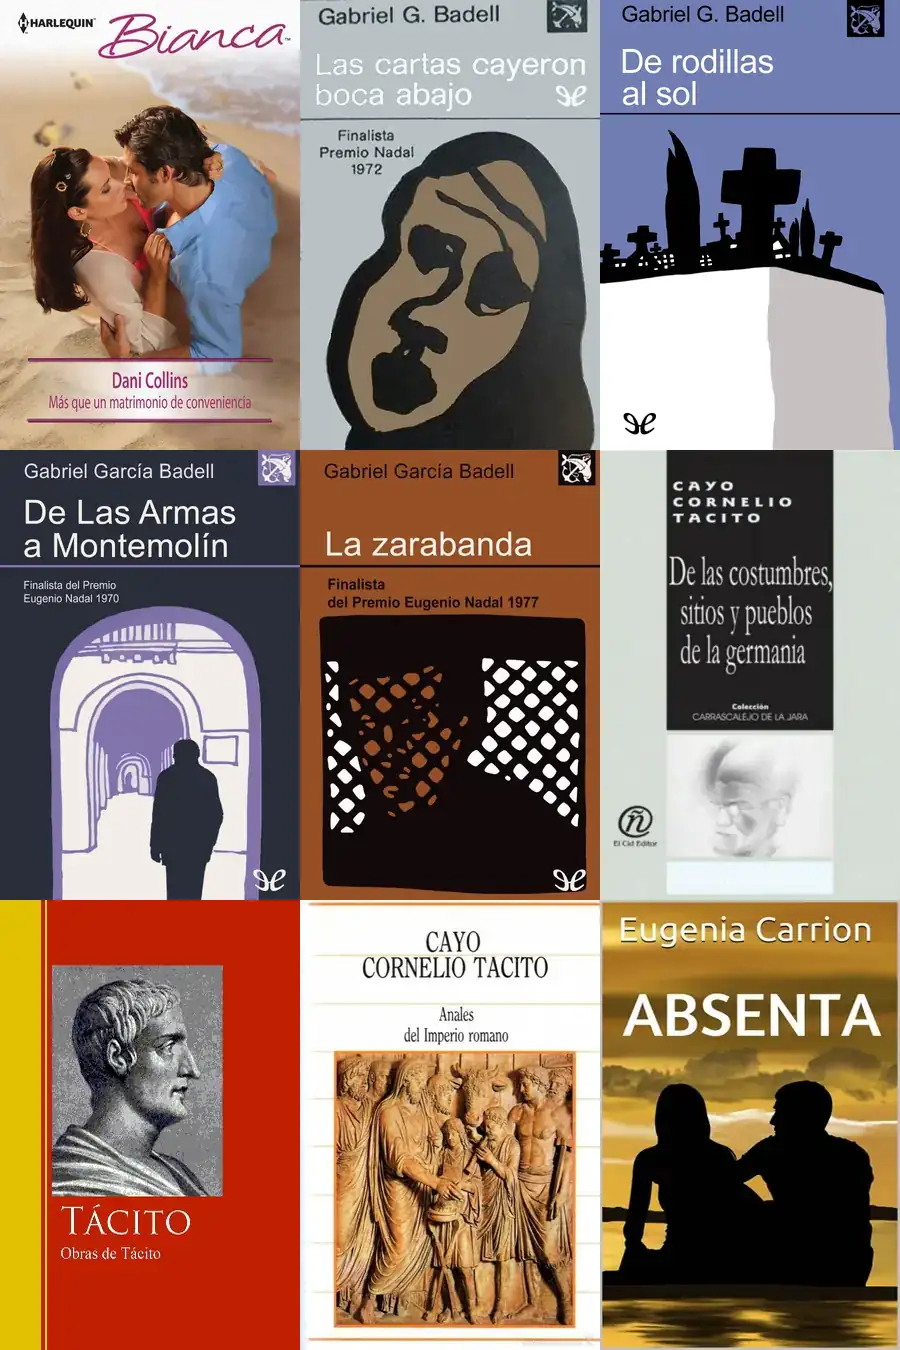 HARLEQUIN™
Bianca™
Dani Collins
Más que un matrimonio de conveniencia
Gabriel G. Badell
Las cartas cayeron
boca abajo
Finalista
Premio Nadal
1972
Gabriel G. Badell
De rodillas
al sol
Gabriel García Badell
De Las Armas
a Montemolín
Finalista del Premio
Eugenio Nadal 1970
Gabriel García Badell
La zarabanda
Finalista
del Premio Eugenio Nadal 1977
CAYO
CORNELIO
TACITO
De las costumbres,
sitios y pueblos
de la germania
Colección
CARRASCALEJO DE LA JARA
ñ
El Cid Editor
TÁCITO
Obras de Tácito
CAYO
CORNELIO TACITO
Anales
del Imperio romano
Eugenia Carrion
ABSENTA